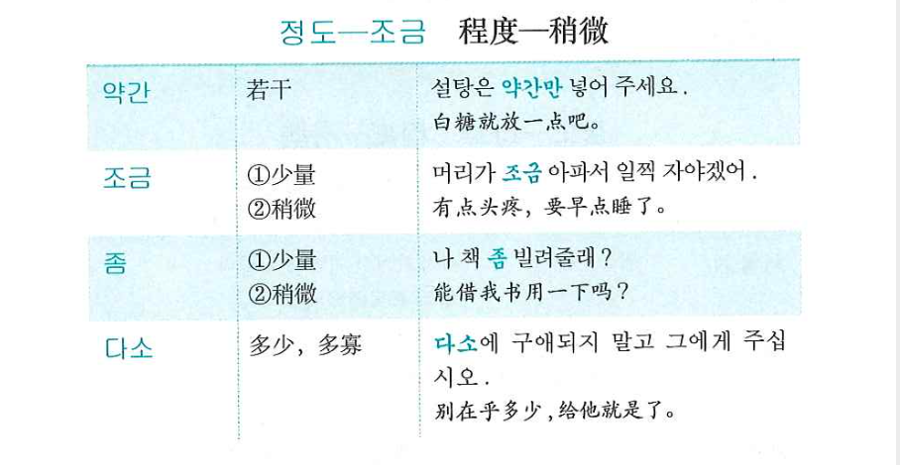 정도—조금 程度—稍微
약간 若干 설탕은 약간만 넣어 주세요.
白糖就放一点吧。
조금 ①少量 머리가 조금 아파서 일찍 자야겠어.
②稍微 有点头疼，要早点睡了。
좀 ①少量 나 책 좀 빌려줄래?
②稍微 能借我书用一下吗?
다소 多少，多寡 다소에 구애되지 말고 그에게 주십
시오.
别在乎多少,给他就是了。